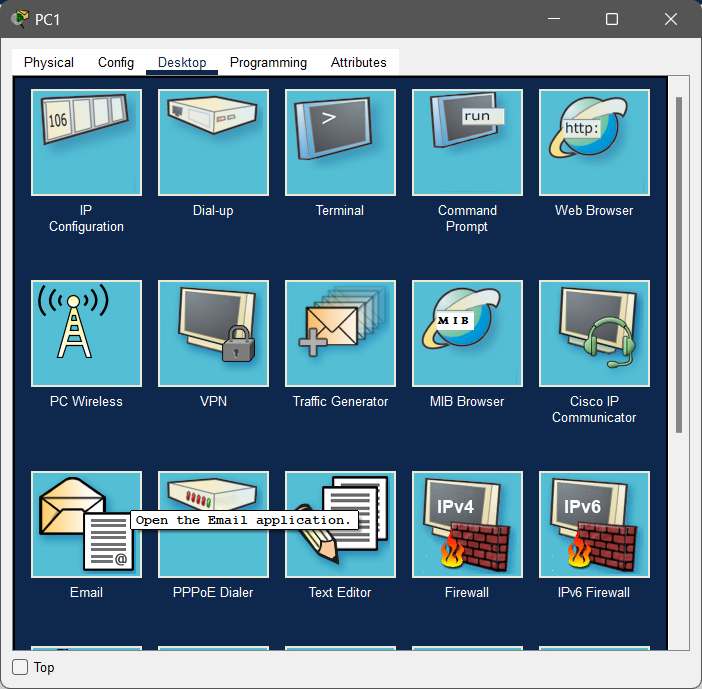 PC1
Physical Config Desktop Programming Attributes
106
>
run
http:
IP
Configuration
Dial-up
Terminal
Command
Prompt
Web Browser
MIB
PC Wireless
VPN
Traffic Generator
MIB Browser
Cisco IP
Communicator
@
IPv4
IPv6
Open the Email application.
Email
PPPoE Dialer
Text Editor
Firewall
IPv6 Firewall
Top